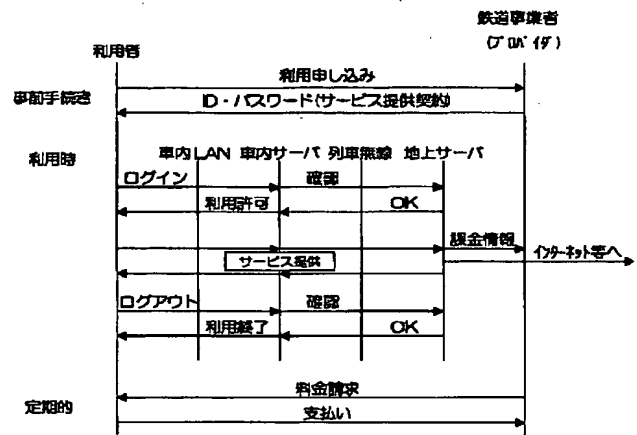 鉄道事業者
(プロバイダ)
利用者
利用申し込み
事前手続き
ID・パスワード(サービス提供契約)
利用時
車内LAN 車内サーバ 列車無線 地上サーバ
ログイン 確認
利用許可 OK
課金情報
インターネット等へ
サービス提供
ログアウト 確認
利用終了 OK
料金請求
定期的
支払い